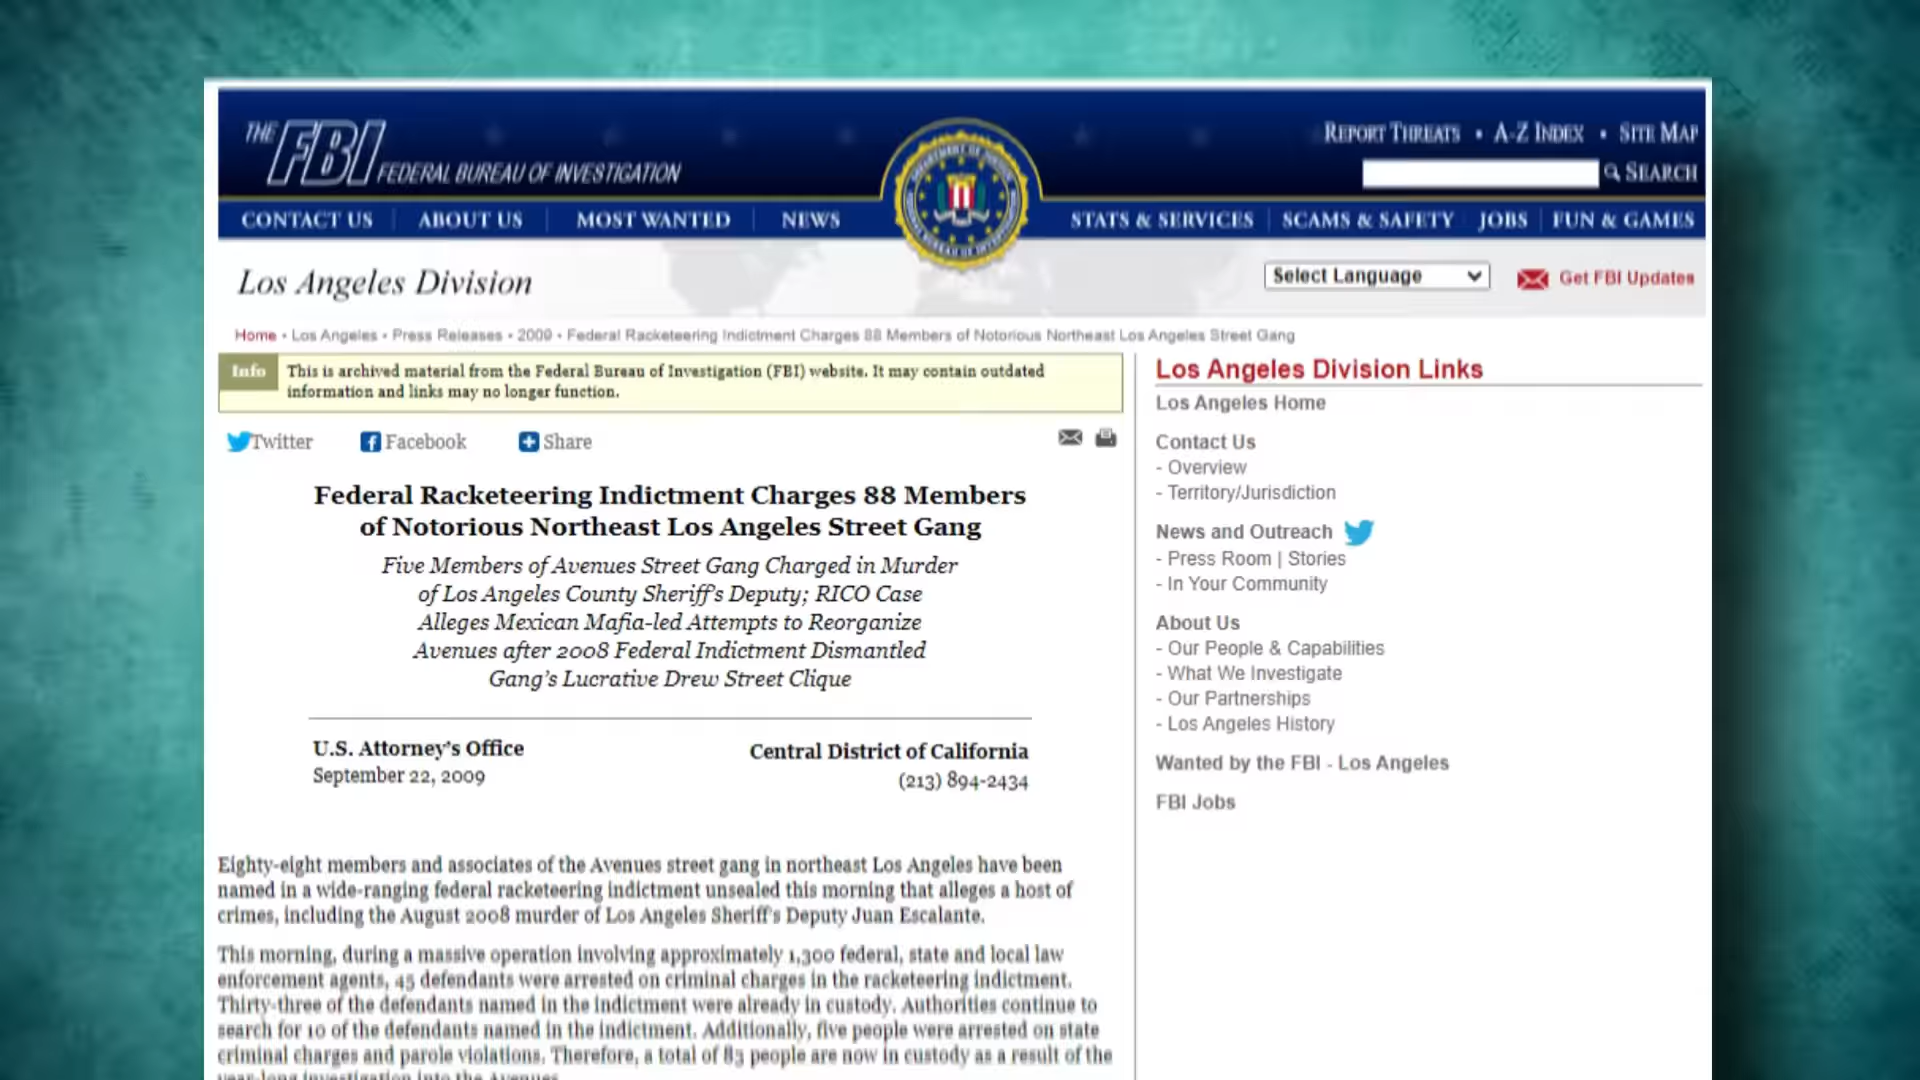 THE FBI FEDERAL BUREAU OF INVESTIGATION
REPORT THREATS • A-Z INDEX • SITE MAP
SEARCH
CONTACT US ABOUT US MOST WANTED NEWS STATS & SERVICES SCAMS & SAFETY JOBS FUN & GAMES
Los Angeles Division
Select Language
Get FBI Updates
Home • Los Angeles • Press Releases • 2009 • Federal Racketeering Indictment Charges 88 Members of Notorious Northeast Los Angeles Street Gang
Info
This is archived material from the Federal Bureau of Investigation (FBI) website. It may contain outdated
information and links may no longer function.
Twitter Facebook Share
Federal Racketeering Indictment Charges 88 Members
of Notorious Northeast Los Angeles Street Gang
Five Members of Avenues Street Gang Charged in Murder
of Los Angeles County Sheriff's Deputy; RICO Case
Alleges Mexican Mafia-led Attempts to Reorganize
Avenues after 2008 Federal Indictment Dismantled
Gang's Lucrative Drew Street Clique
U.S. Attorney's Office
September 22, 2009
Central District of California
(213) 894-2434
Eighty-eight members and associates of the Avenues street gang in northeast Los Angeles have been
named in a wide-ranging federal racketeering indictment unsealed this morning that alleges a host of
crimes, including the August 2008 murder of Los Angeles Sheriff's Deputy Juan Escalante.
This morning, during a massive operation involving approximately 1,300 federal, state and local law
enforcement agents, 45 defendants were arrested on criminal charges in the racketeering indictment.
Thirty-three of the defendants named in the indictment were already in custody. Authorities continue to
search for 10 of the defendants named in the indictment. Additionally, five people were arrested on state
criminal charges and parole violations. Therefore, a total of 83 people are now in custody as a result of the
year-long investigation into the Avenues.
Los Angeles Division Links
Los Angeles Home
Contact Us
- Overview
- Territory/Jurisdiction
News and Outreach
- Press Room | Stories
- In Your Community
About Us
- Our People & Capabilities
- What We Investigate
- Our Partnerships
- Los Angeles History
Wanted by the FBI - Los Angeles
FBI Jobs